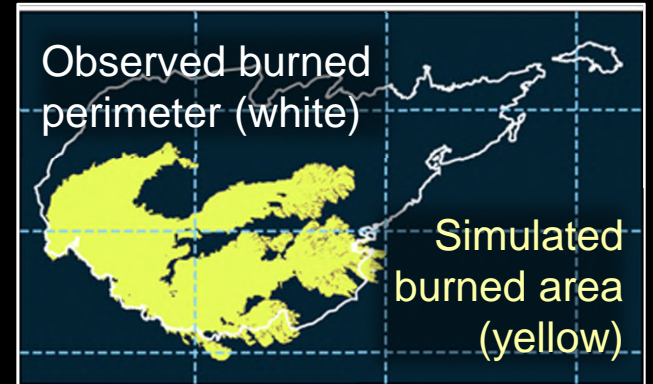 Observed burned
perimeter (white)
Simulated
burned area
(yellow)